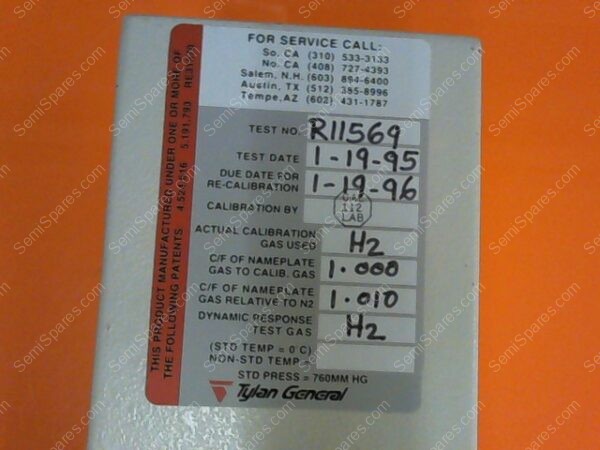 FOR SERVICE CALL:
So. CA (310) 533-3133
No. CA (408) 727-4393
Salem, N.H. (603) 894-6400
Austin, TX (512) 385-8996
Tempe, AZ (602) 431-1787
TEST NO. R11569
TEST DATE 1-19-95
DUE DATE FOR
RE-CALIBRATION 1-19-96
CALIBRATION BY CAL 112 LAB
ACTUAL CALIBRATION
GAS USED H2
C/F OF NAMEPLATE
GAS TO CALIB. GAS 1.000
C/F OF NAMEPLATE
GAS RELATIVE TO N2 1.010
DYNAMIC RESPONSE
TEST GAS H2
(STD TEMP = 0°C)
NON-STD TEMP =
STD PRESS = 760MM HG
Tylan General
THIS PRODUCT MANUFACTURED UNDER ONE OR MORE OF
THE FOLLOWING PATENTS 5,191,793
SemiSpares.com